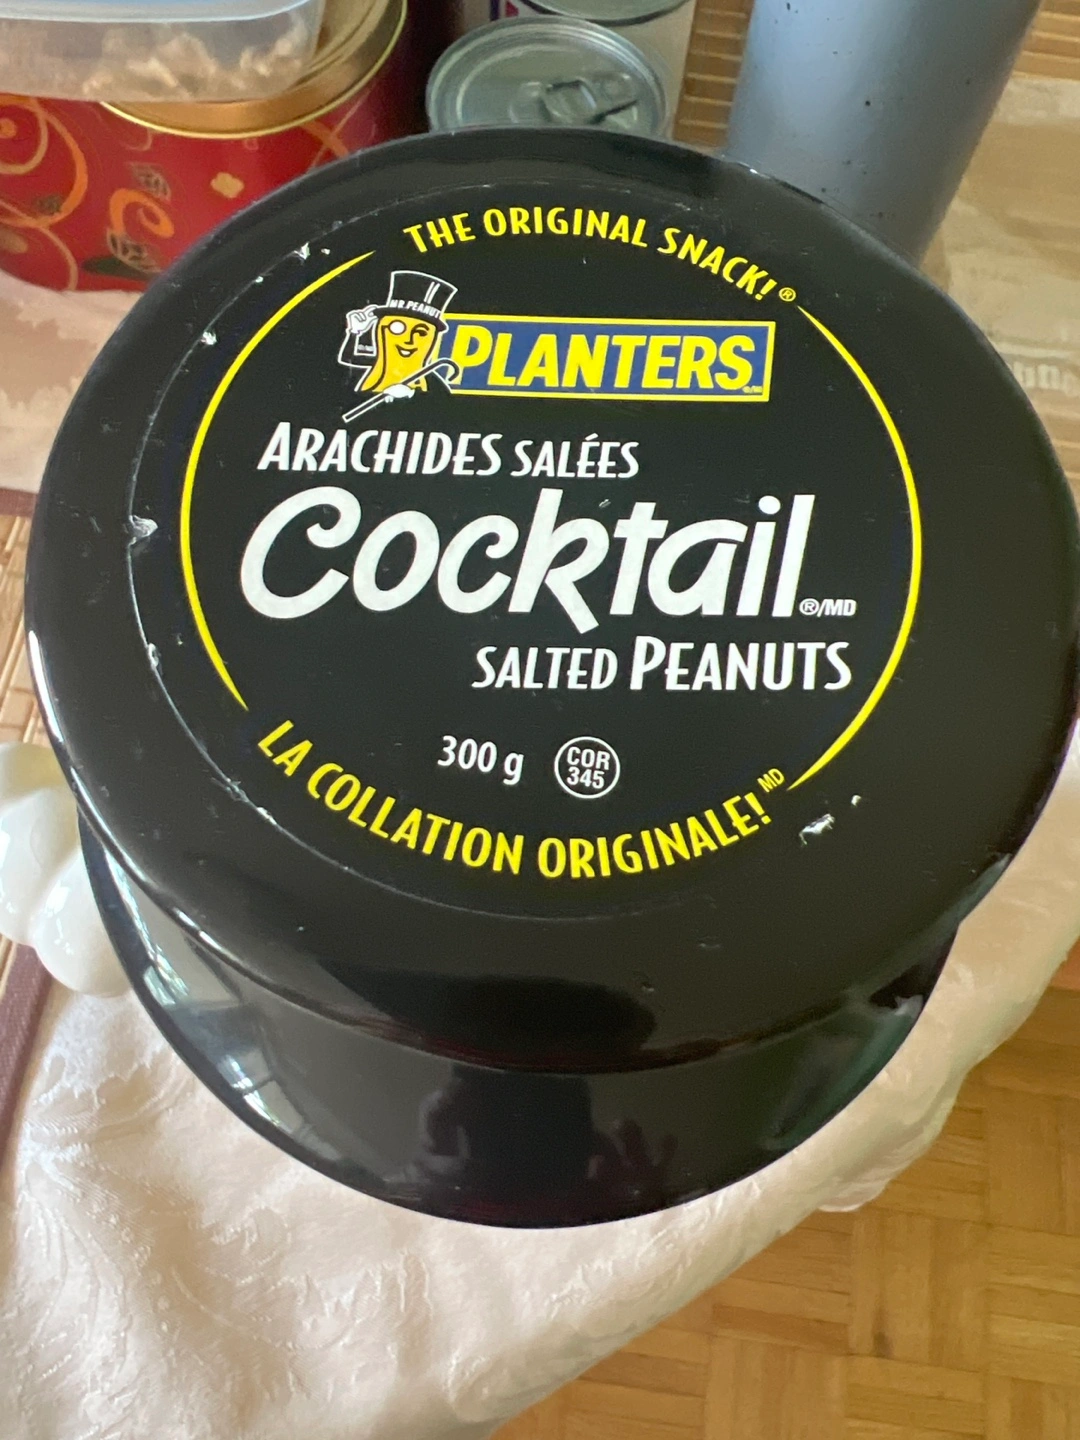 THE ORIGINAL SNACK!®
MR. PEANUT
PLANTERS
ARACHIDES SALÉES
Cocktail ®/MD
SALTED PEANUTS
300 g
COR
345
LA COLLATION ORIGINALE! MD